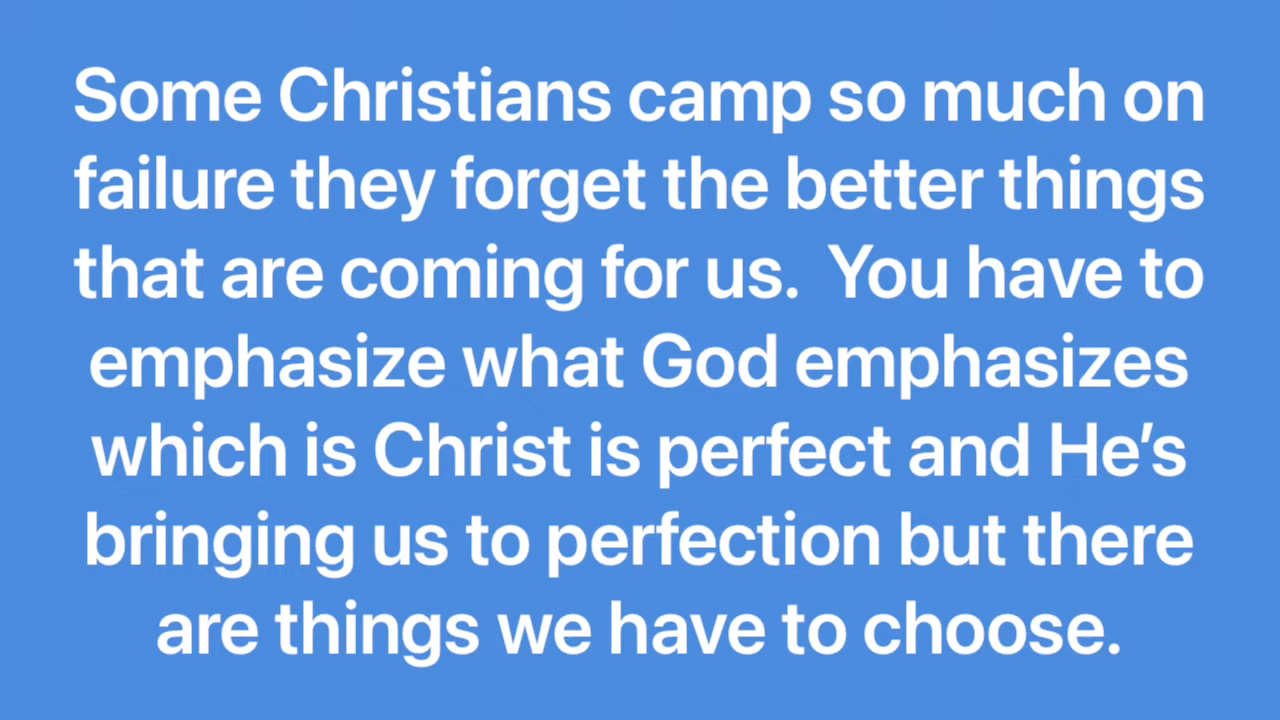 Some Christians camp so much on
failure they forget the better things
that are coming for us.  You have to
emphasize what God emphasizes
which is Christ is perfect and He’s
bringing us to perfection but there
are things we have to choose.